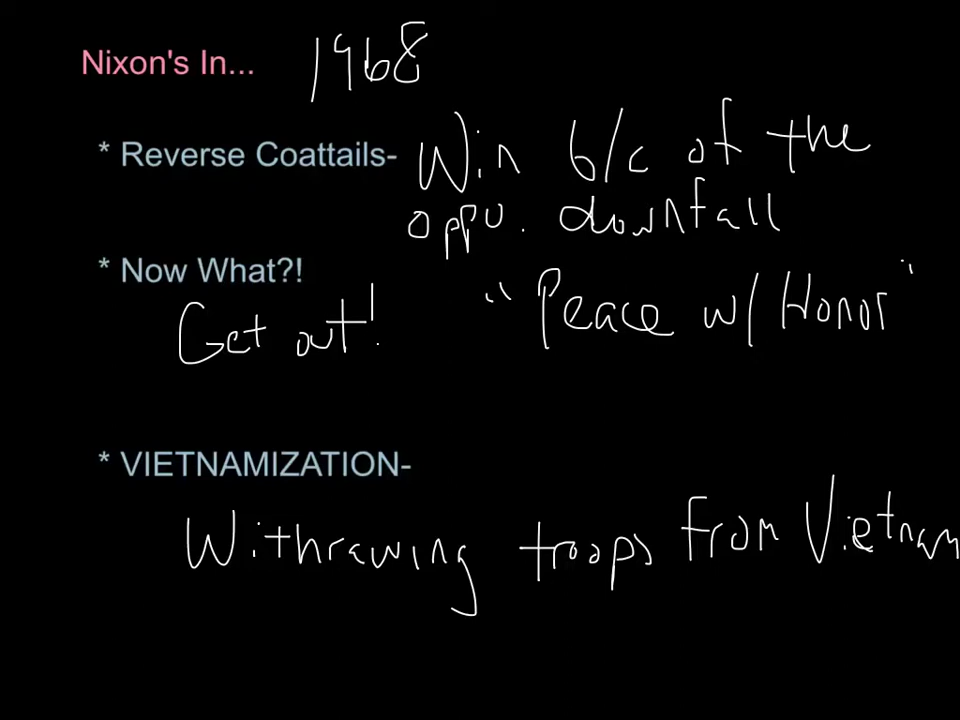 Nixon's In... 1968
* Reverse Coattails- Win b/c of the
oppo. downfall
* Now What?!
Get out! "Peace w/ Honor"
* VIETNAMIZATION-
Withrawing troops from Vietnam